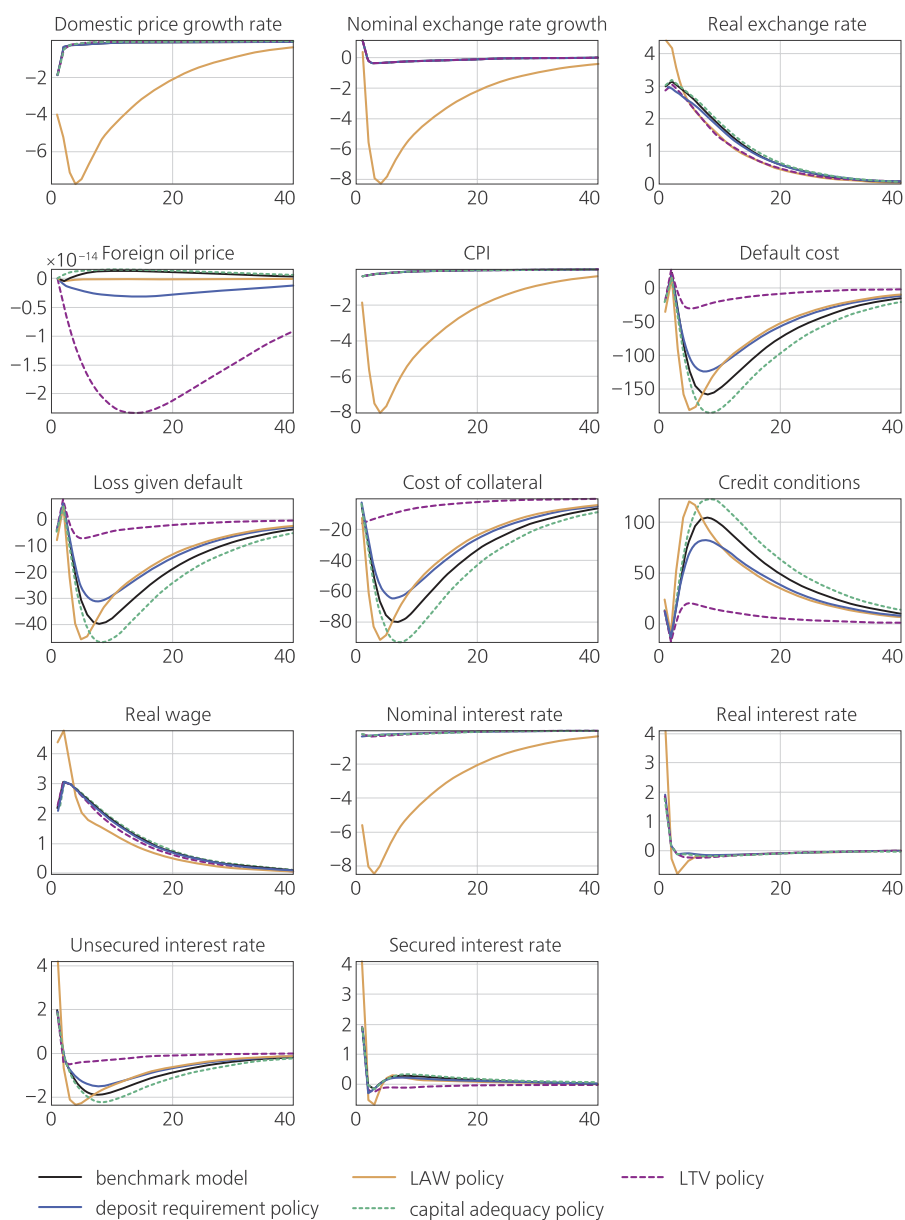 Domestic price growth rate Nominal exchange rate growth Real exchange rate
−2
−4
−6
0 20 40
0
−2
−4
−6
−8
0 20 40
4
3
2
1
0
0 20 40
×10⁻¹⁴ Foreign oil price CPI Default cost
0
−0.5
−1
−1.5
−2
0 20 40
−2
−4
−6
−8
0 20 40
0
−50
−100
−150
0 20 40
Loss given default Cost of collateral Credit conditions
0
−10
−20
−30
−40
0 20 40
−20
−40
−60
−80
0 20 40
100
50
0
0 20 40
Real wage Nominal interest rate Real interest rate
4
3
2
1
0
0 20 40
−2
−4
−6
−8
0 20 40
4
3
2
1
0
0 20 40
Unsecured interest rate Secured interest rate
4
2
0
−2
0 20 40
4
3
2
1
0
0 20 40
benchmark model LAW policy LTV policy
deposit requirement policy capital adequacy policy